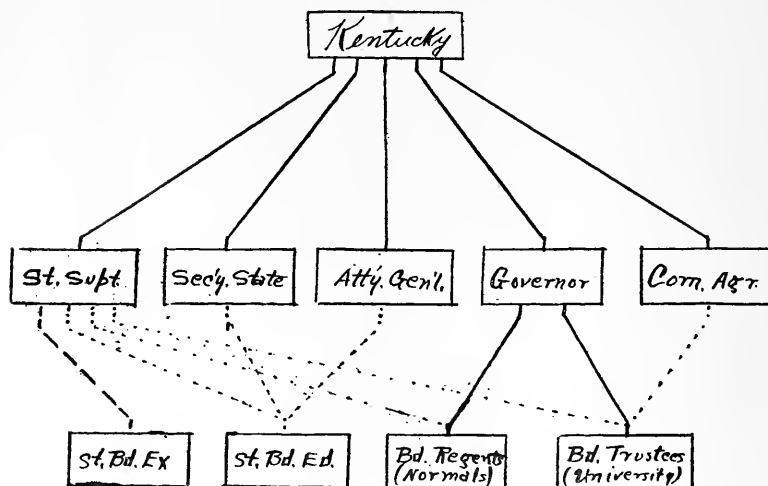 Kentucky
St. Supt.
Sec'y. State
Att'y. Gen'l.
Governor
Com. Agr.
St. Bd. Ex
St. Bd. Ed.
Bd. Regents
(Normals)
Bd. Trustees
(University)